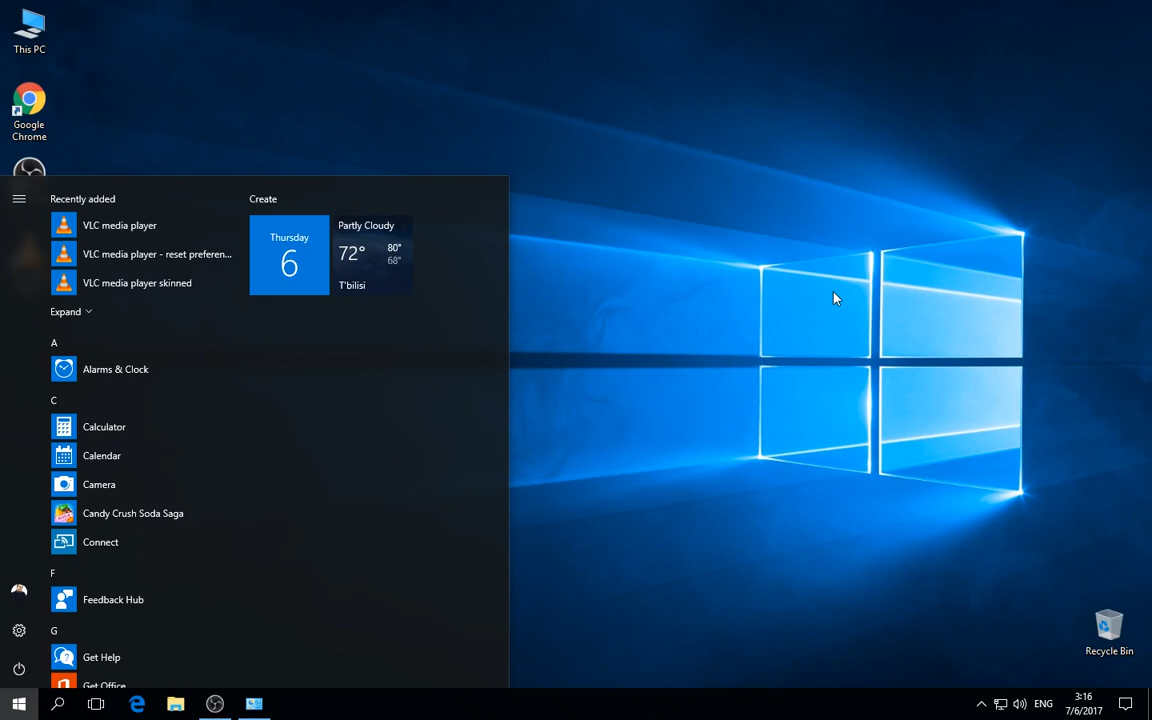 This PC
Google
Chrome
Recently added
VLC media player
VLC media player - reset preferen...
VLC media player skinned
Expand
A
Alarms & Clock
C
Calculator
Calendar
Camera
Candy Crush Soda Saga
Connect
F
Feedback Hub
G
Get Help
Get Office
Create
Thursday
6
Partly Cloudy
72°
80°
68°
T'bilisi
Recycle Bin
ENG
3:16
7/6/2017